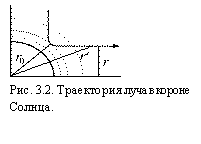 r₀
r'
r
Рис. 3.2. Траектория луча в короне
Солнца.